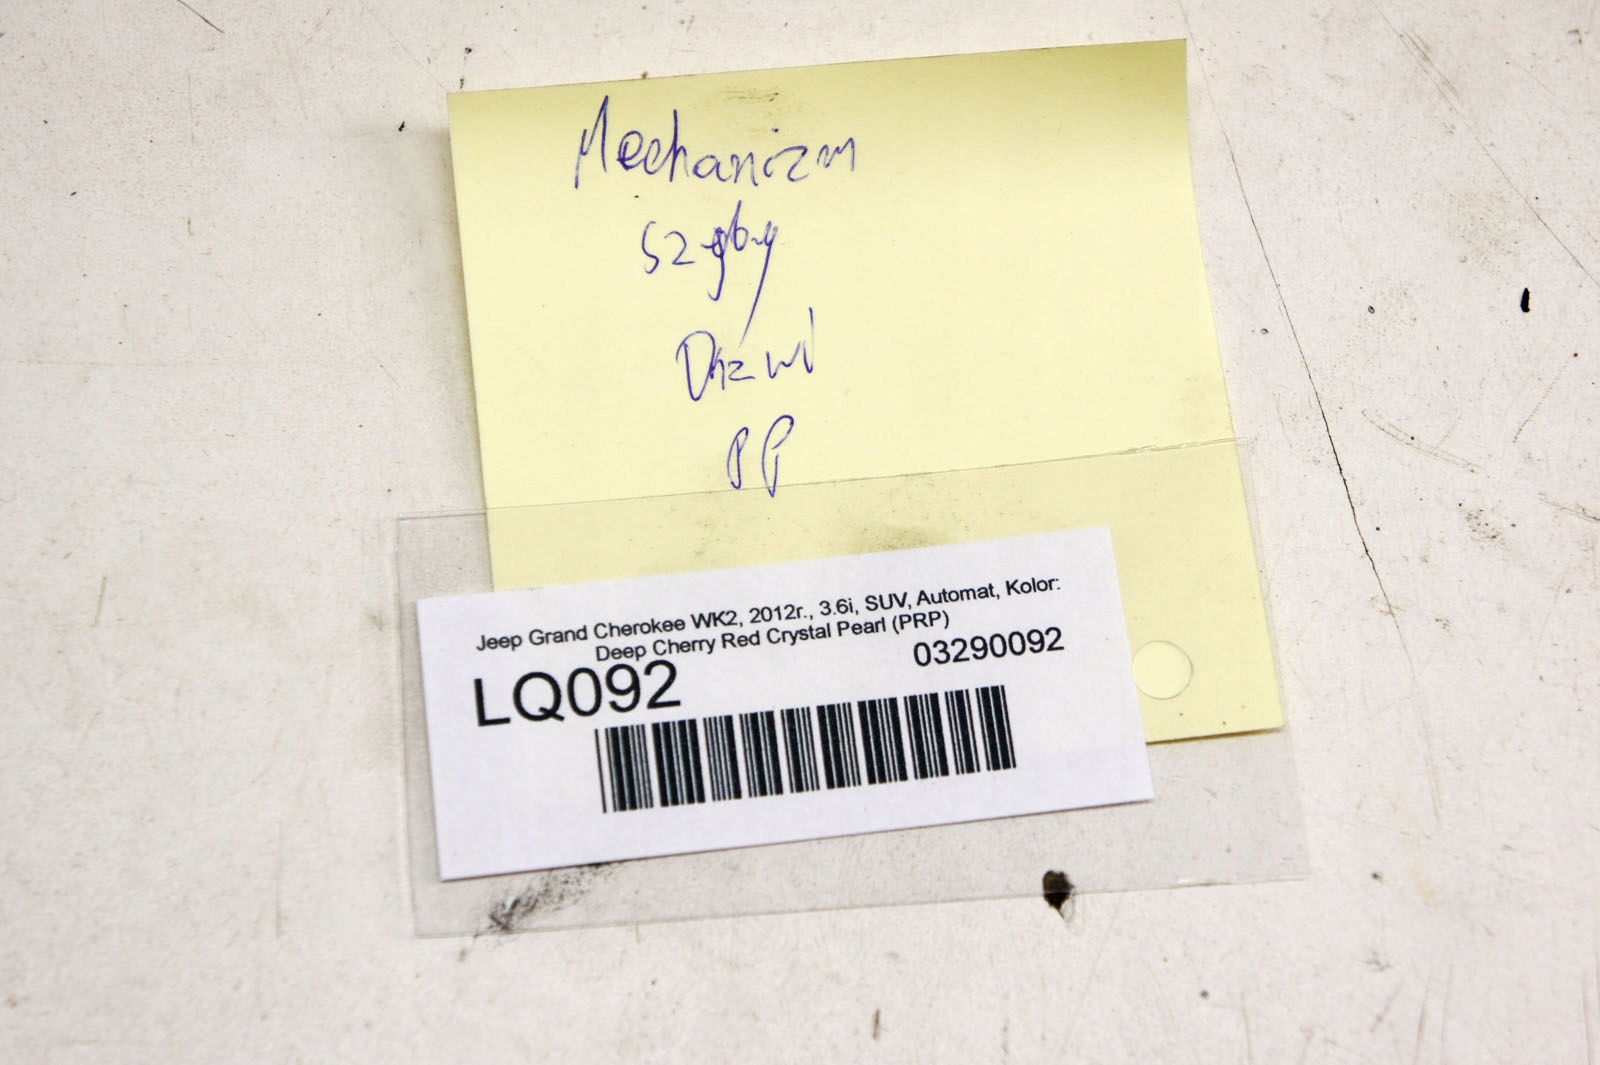 Mechanizm
szyby
Drzwi
PP
Jeep Grand Cherokee WK2, 2012r., 3.6i, SUV, Automat, Kolor:
Deep Cherry Red Crystal Pearl (PRP)
03290092
LQ092